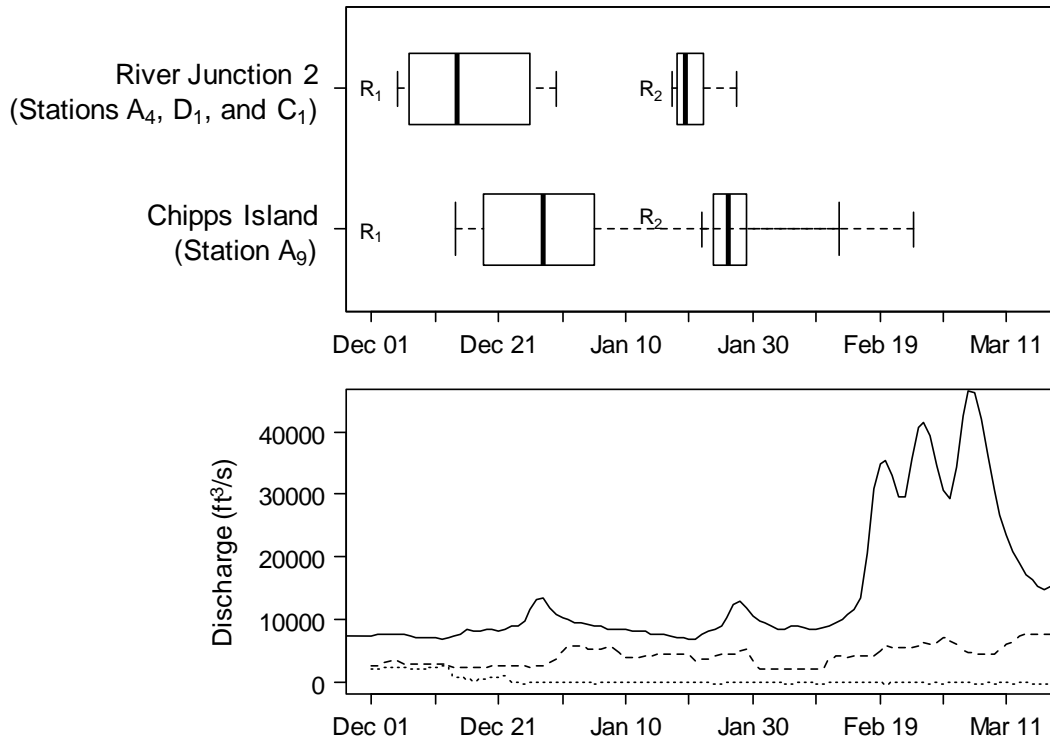 River Junction 2
(Stations A₄, D₁, and C₁)
R₁
R₂
Chipps Island
(Station A₉)
R₁
R₂
Dec 01 Dec 21 Jan 10 Jan 30 Feb 19 Mar 11
Discharge (ft³/s)
40000
30000
20000
10000
0
Dec 01 Dec 21 Jan 10 Jan 30 Feb 19 Mar 11